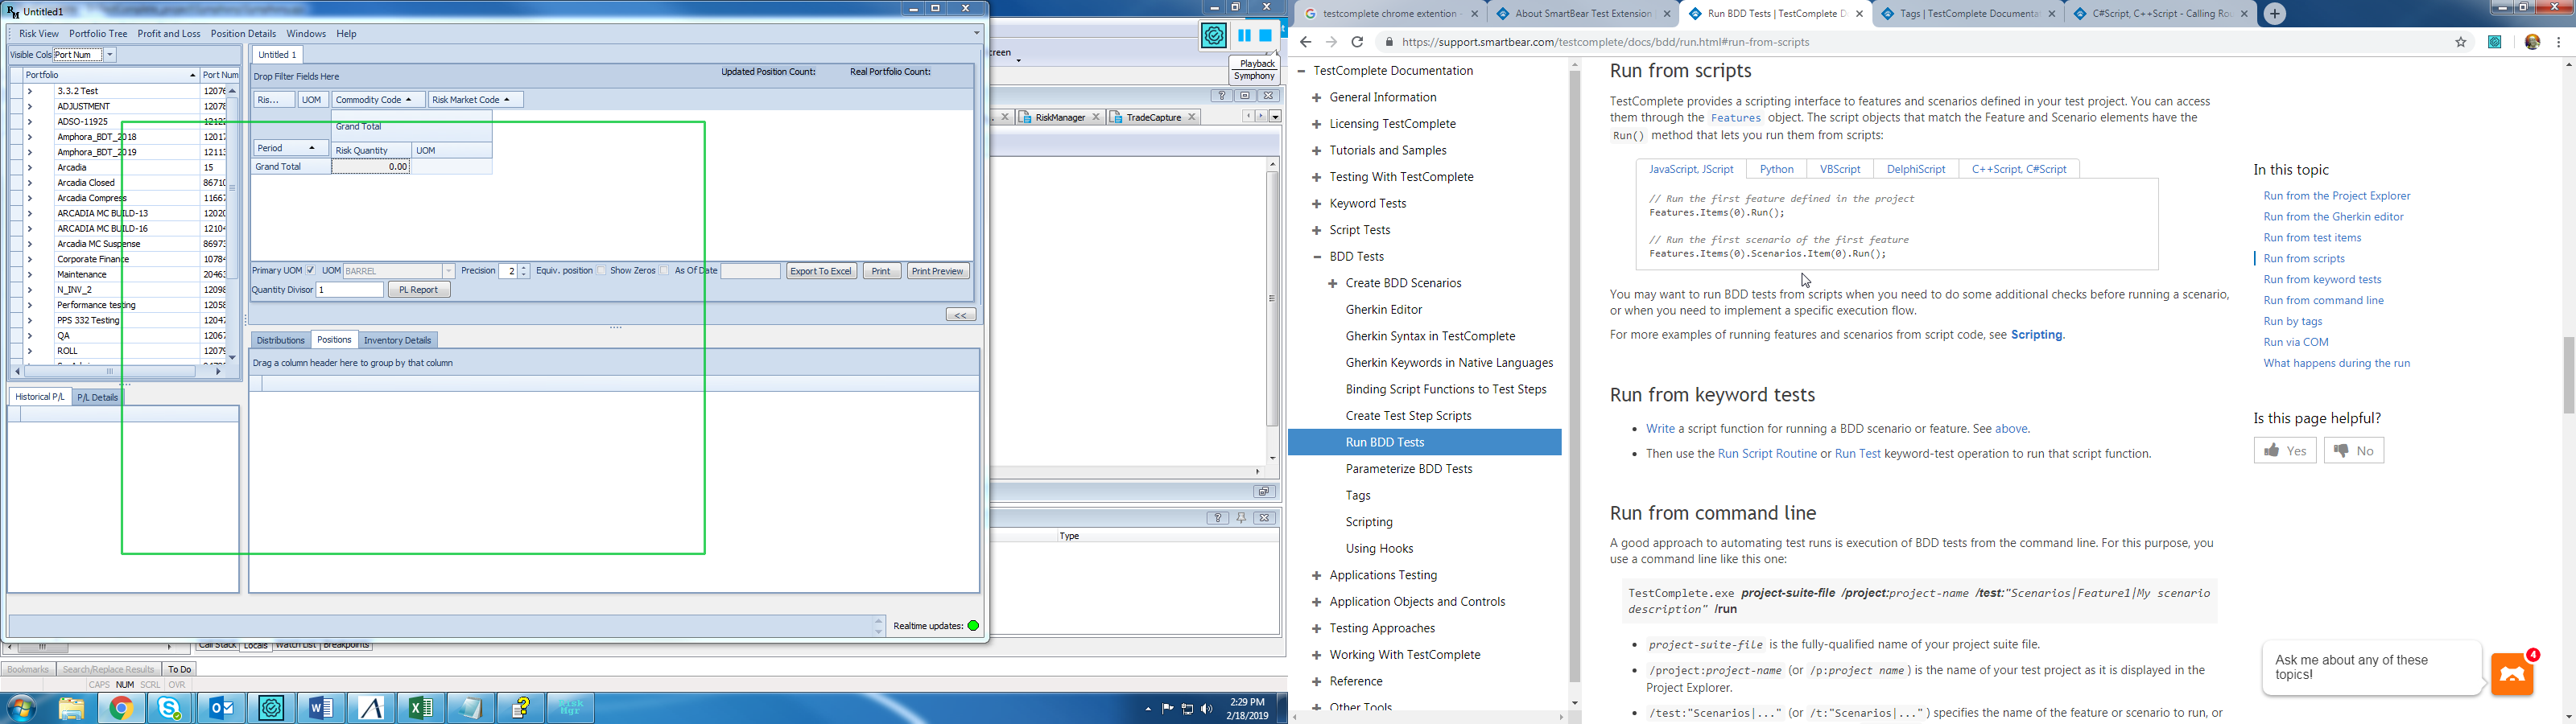 Untitled1
Risk View Portfolio Tree Profit and Loss Position Details Windows Help
Visible Cols Port Num
Portfolio Port Num
3.3.2 Test 12076
ADJUSTMENT 12078
ADSO-11925 12122
Amphora_BDT_2018 12017
Amphora_BDT_2019 12113
Arcadia 15
Arcadia Closed 86710
Arcadia Compress 11667
ARCADIA MC BUILD-13 12020
ARCADIA MC BUILD-16 12104
Arcadia MC Suspense 86973
Corporate Finance 10784
Maintenance 20463
N_INV_2 12098
Performance testing 12058
PPS 332 Testing 12047
QA 12067
ROLL 12079
Historical P/L P/L Details
Untitled 1
Drop Filter Fields Here Updated Position Count: Real Portfolio Count:
Ris... UOM Commodity Code Risk Market Code
Grand Total
Period Risk Quantity UOM
Grand Total 0.00
Primary UOM UOM BARREL Precision 2 Equiv. position Show Zeros As Of Date Export To Excel Print Print Preview
Quantity Divisor 1 PL Report
<<
Distributions Positions Inventory Details
Drag a column header here to group by that column
Realtime updates:
Call Stack Locals Watch List Breakpoints
Bookmarks Search/Replace Results To Do
CAPS NUM SCRL OVR
Playback
Symphony
RiskManager TradeCapture
Type
2:29 PM
2/18/2019
testcomplete chrome extention
About SmartBear Test Extension
Run BDD Tests | TestComplete D
Tags | TestComplete Documenta
C#Script, C++Script - Calling Rou
https://support.smartbear.com/testcomplete/docs/bdd/run.html#run-from-scripts
TestComplete Documentation
General Information
Licensing TestComplete
Tutorials and Samples
Testing With TestComplete
Keyword Tests
Script Tests
BDD Tests
Create BDD Scenarios
Gherkin Editor
Gherkin Syntax in TestComplete
Gherkin Keywords in Native Languages
Binding Script Functions to Test Steps
Create Test Step Scripts
Run BDD Tests
Parameterize BDD Tests
Tags
Scripting
Using Hooks
Applications Testing
Application Objects and Controls
Testing Approaches
Working With TestComplete
Reference
Other Tools
Run from scripts
TestComplete provides a scripting interface to features and scenarios defined in your test project. You can access
them through the Features object. The script objects that match the Feature and Scenario elements have the
Run() method that lets you run them from scripts:
JavaScript, JScript Python VBScript DelphiScript C++Script, C#Script
// Run the first feature defined in the project
Features.Items(0).Run();
// Run the first scenario of the first feature
Features.Items(0).Scenarios.Item(0).Run();
You may want to run BDD tests from scripts when you need to do some additional checks before running a scenario,
or when you need to implement a specific execution flow.
For more examples of running features and scenarios from script code, see Scripting.
Run from keyword tests
• Write a script function for running a BDD scenario or feature. See above.
• Then use the Run Script Routine or Run Test keyword-test operation to run that script function.
Run from command line
A good approach to automating test runs is execution of BDD tests from the command line. For this purpose, you
use a command line like this one:
TestComplete.exe project-suite-file /project:project-name /test:"Scenarios|Feature1|My scenario
description" /run
• project-suite-file is the fully-qualified name of your project suite file.
• /project:project-name (or /p:project name) is the name of your test project as it is displayed in the
Project Explorer.
• /test:"Scenarios|..." (or /t:"Scenarios|...") specifies the name of the feature or scenario to run, or
In this topic
Run from the Project Explorer
Run from the Gherkin editor
Run from test items
Run from scripts
Run from keyword tests
Run from command line
Run by tags
Run via COM
What happens during the run
Is this page helpful?
Yes No
Ask me about any of these
topics!
4